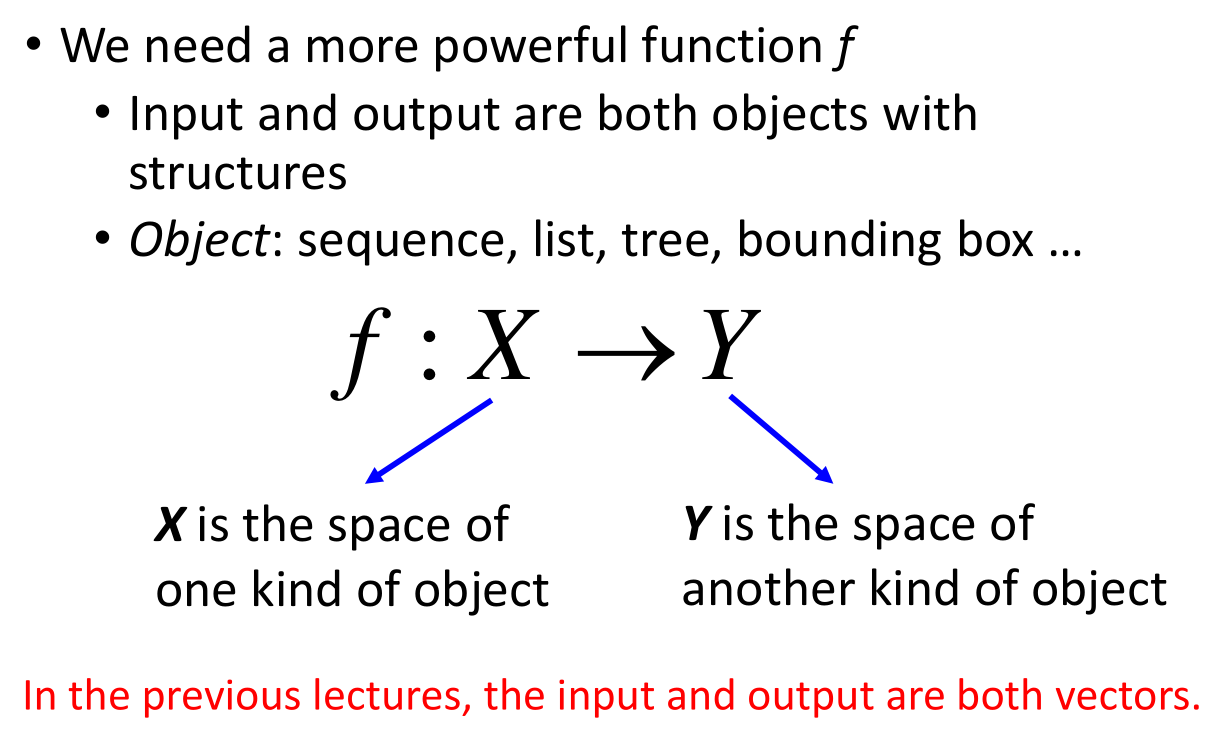 • We need a more powerful function f
• Input and output are both objects with
structures
• Object: sequence, list, tree, bounding box …
f : X → Y
X is the space of
one kind of object
Y is the space of
another kind of object
In the previous lectures, the input and output are both vectors.